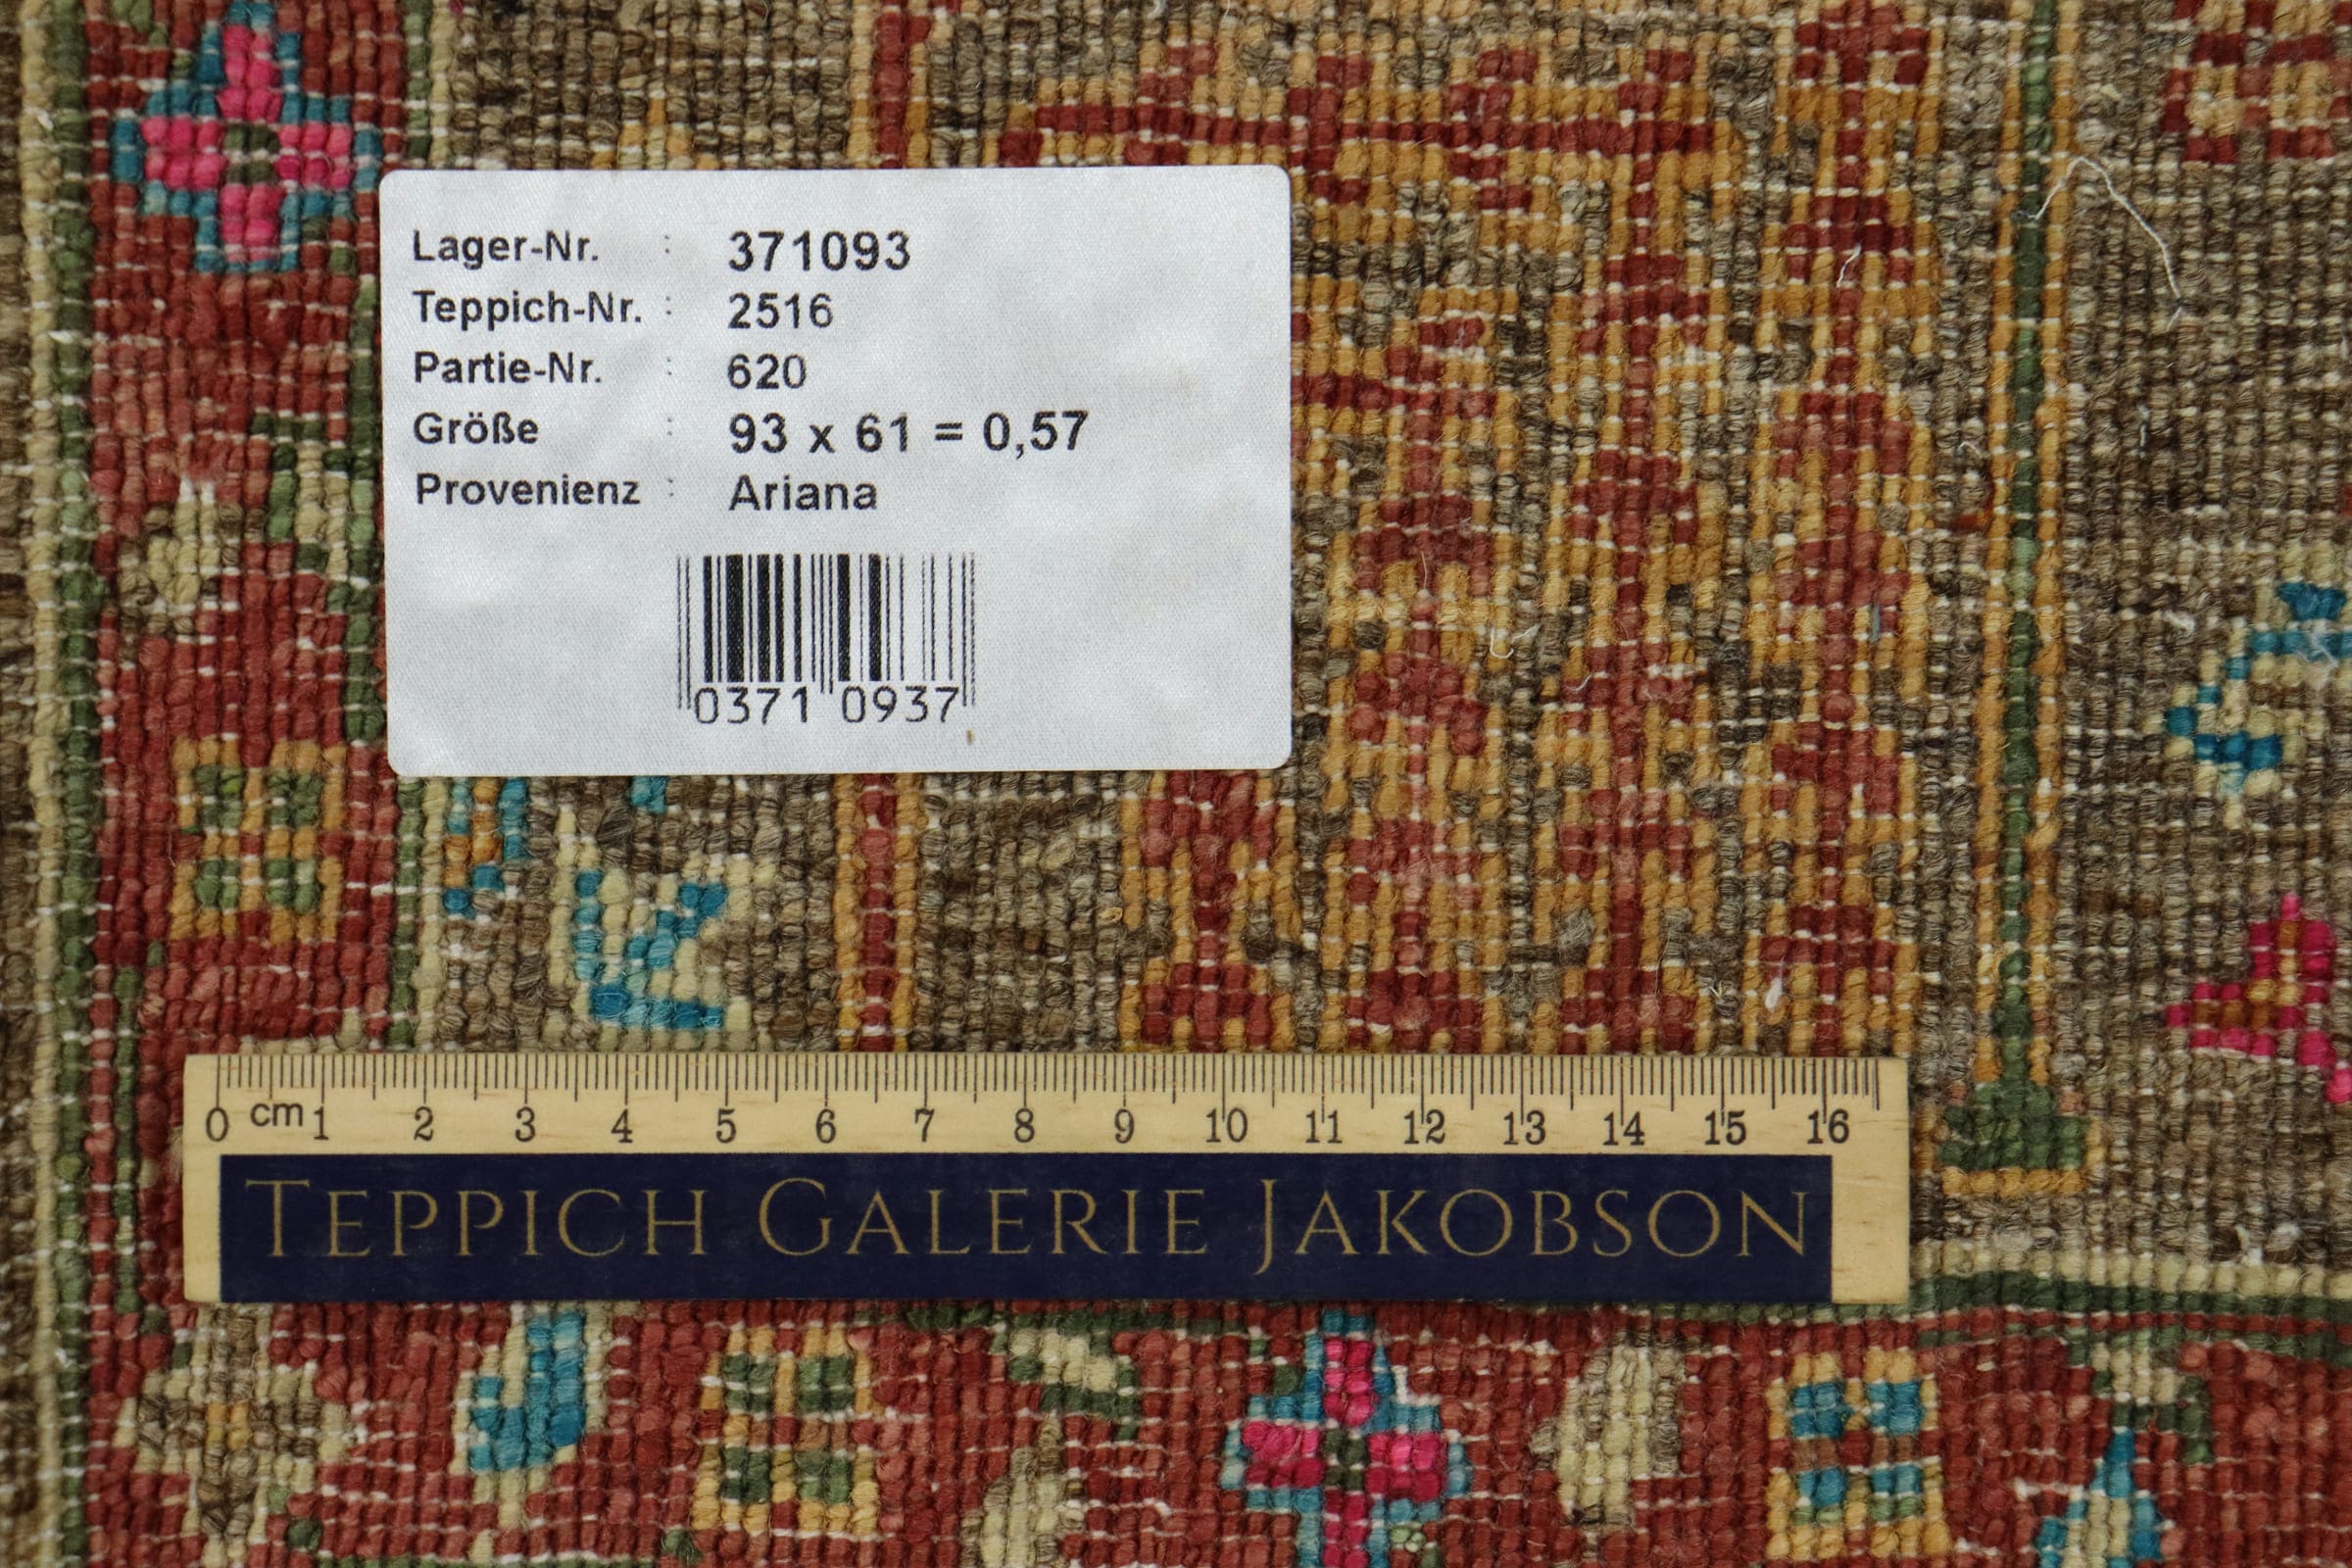 Lager-Nr. : 371093
Teppich-Nr. : 2516
Partie-Nr. : 620
Größe : 93 x 61 = 0,57
Provenienz : Ariana
0371 0937
0 cm 1 2 3 4 5 6 7 8 9 10 11 12 13 14 15 16
TEPPICH GALERIE JAKOBSON